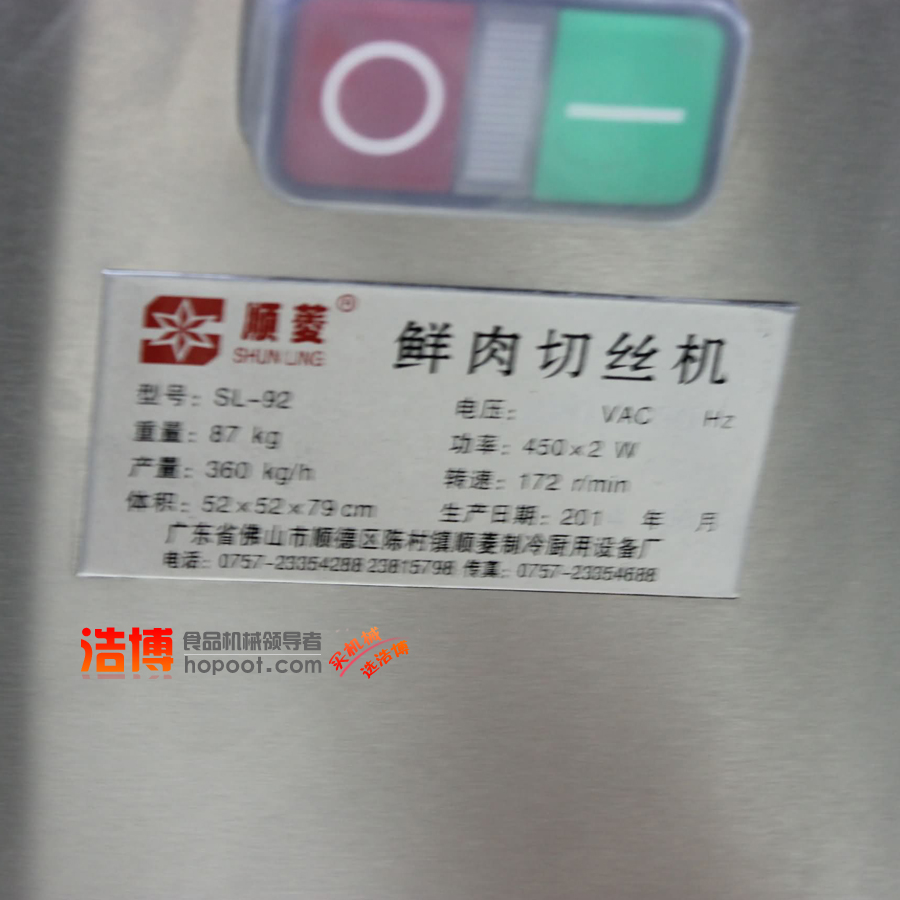 顺菱®
SHUN LING
鲜肉切丝机
型号：SL-92
电压： VAC Hz
重量：87 kg
功率：450×2 W
产量：360 kg/h
转速：172 r/min
体积：52×52×79cm
生产日期：201 年 月
广东省佛山市顺德区陈村镇顺菱制冷厨用设备厂
电话：0757-23354288 23815798 传真：0757-23354688
浩博 食品机械领导者
hopoot.com
买机械
选浩博